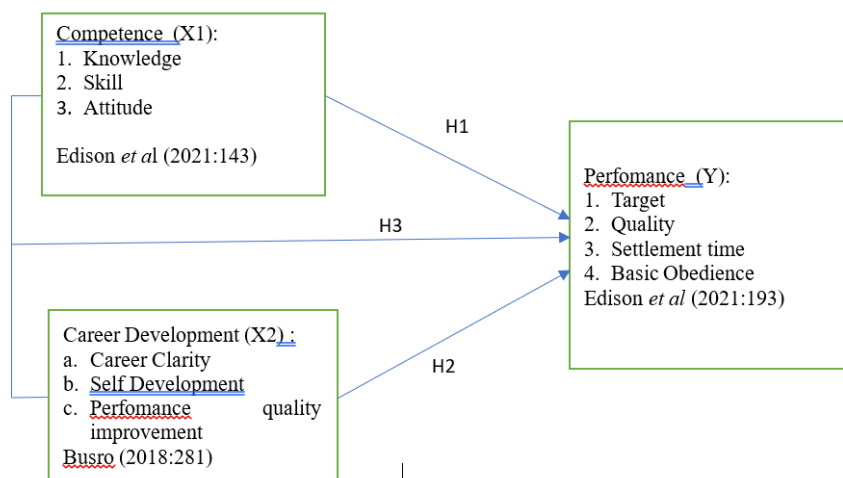 Competence (X1):
1. Knowledge
2. Skill
3. Attitude
Edison et al (2021:143)
H1
Perfomance (Y):
1. Target
2. Quality
3. Settlement time
4. Basic Obedience
Edison et al (2021:193)
H3
Career Development (X2) :
a. Career Clarity
b. Self Development
c. Perfomance quality
improvement
Busro (2018:281)
H2